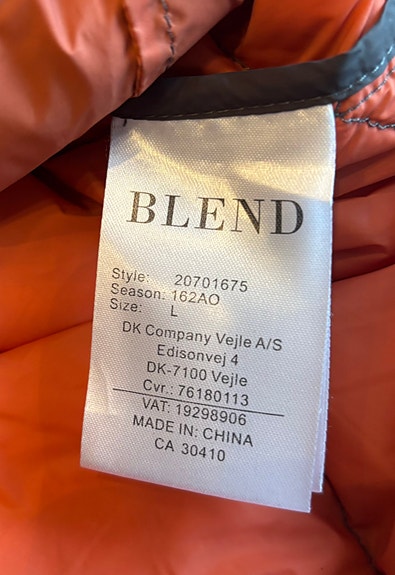 BLEND
Style: 20701675
Season: 162AO
Size: L
DK Company Vejle A/S
Edisonvej 4
DK-7100 Vejle
Cvr.: 76180113
VAT: 19298906
MADE IN: CHINA
CA 30410